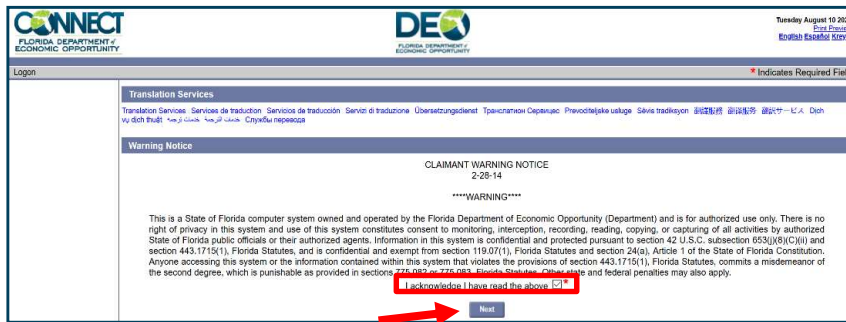 CONNECT
FLORIDA DEPARTMENT of
ECONOMIC OPPORTUNITY
DEO
FLORIDA DEPARTMENT of
ECONOMIC OPPORTUNITY
Tuesday August 10 20
Print Previe
English Español Krey
Logon
* Indicates Required Fiel
Translation Services
Translation Services Services de traduction Servicios de traducción Servizi di traduzione Übersetzungsdienst Транслатион Сервицес Prevoditeljske usluge Sèvis tradiksyon 翻譯服務 翻译服务 翻訳サービス Dịch
vụ dịch thuật خدمات ترجمة خدمات الترجمة Службы перевода
Warning Notice
CLAIMANT WARNING NOTICE
2-28-14
****WARNING****
This is a State of Florida computer system owned and operated by the Florida Department of Economic Opportunity (Department) and is for authorized use only. There is no
right of privacy in this system and use of this system constitutes consent to monitoring, interception, recording, reading, copying, or capturing of all activities by authorized
State of Florida public officials or their authorized agents. Information in this system is confidential and protected pursuant to section 42 U.S.C. subsection 653(j)(8)(C)(ii) and
section 443.1715(1), Florida Statutes, and is confidential and exempt from section 119.07(1), Florida Statutes and section 24(a), Article 1 of the State of Florida Constitution.
Anyone accessing this system or the information contained within this system that violates the provisions of section 443.1715(1), Florida Statutes, commits a misdemeanor of
the second degree, which is punishable as provided in sections 775.082 or 775.083, Florida Statutes. Other state and federal penalties may also apply.
I acknowledge I have read the above *
Next